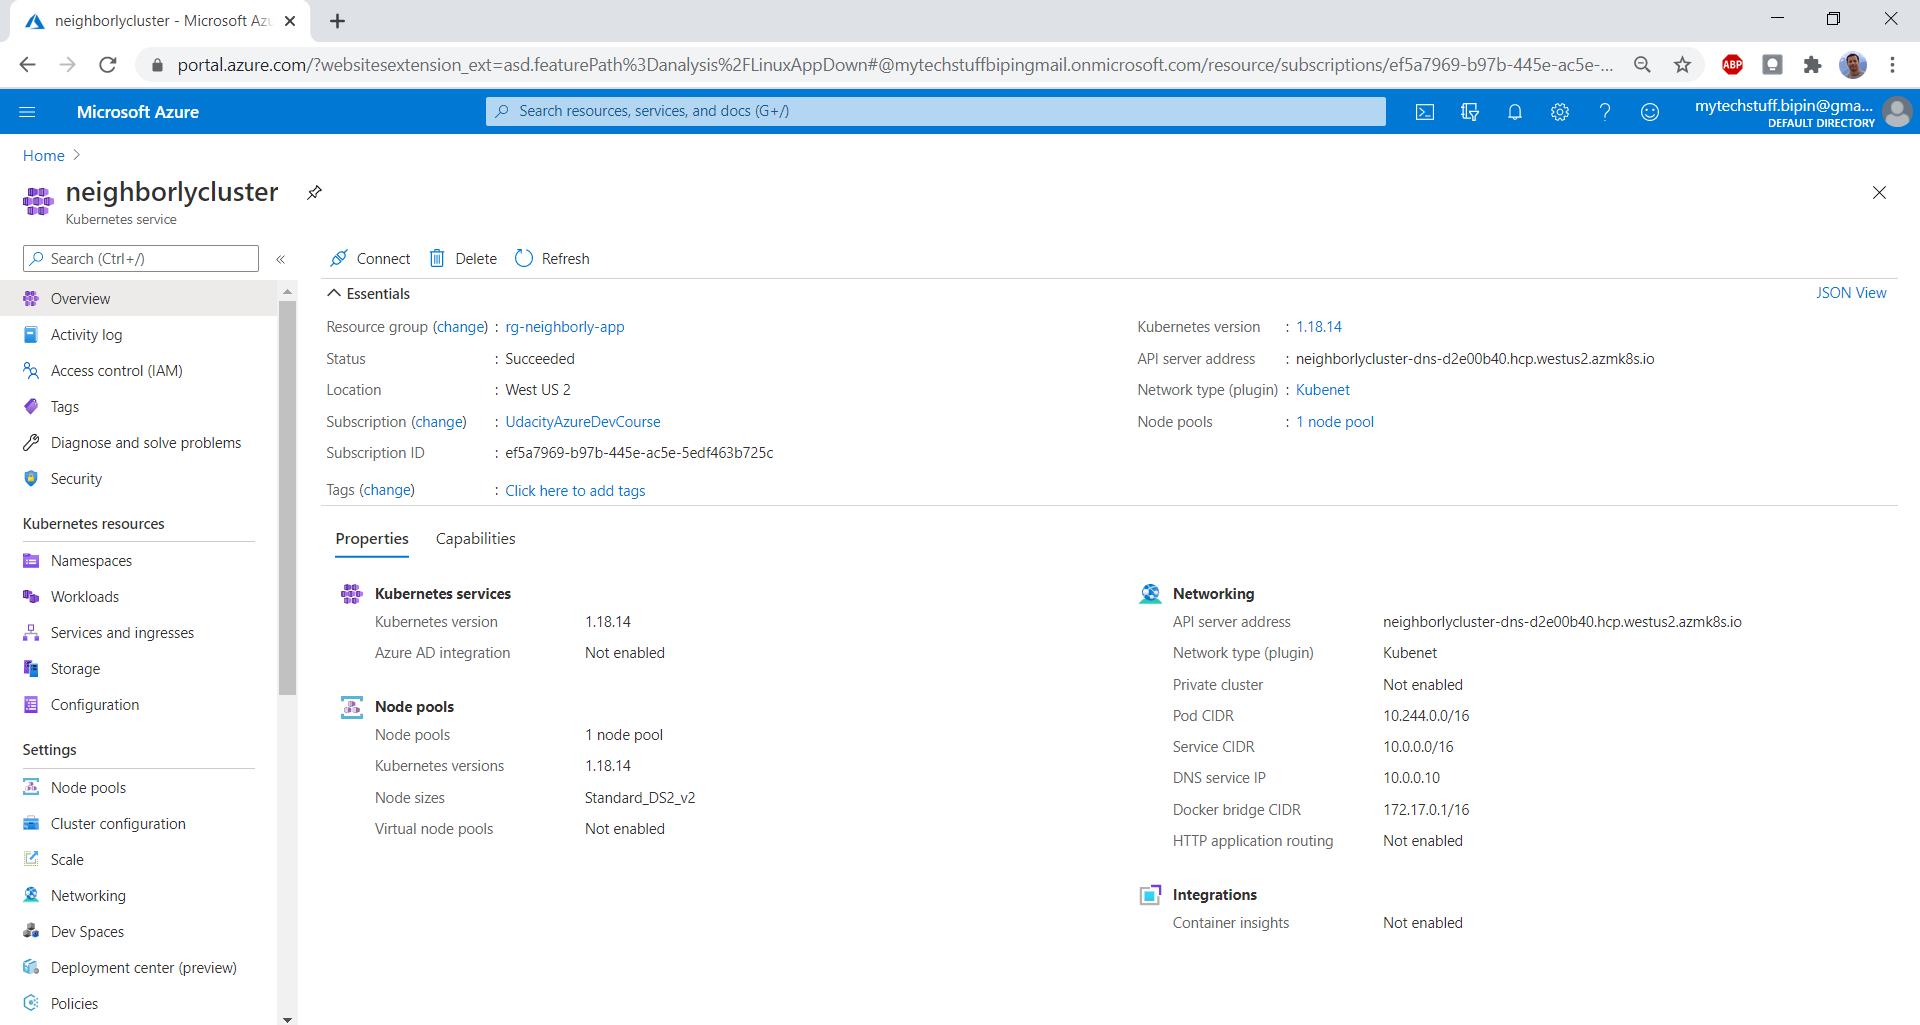 neighborlycluster - Microsoft Azu
portal.azure.com/?websitesextension_ext=asd.featurePath%3Danalysis%2FLinuxAppDown#@mytechstuffbipingmail.onmicrosoft.com/resource/subscriptions/ef5a7969-b97b-445e-ac5e-...
ABP
Microsoft Azure
Search resources, services, and docs (G+/)
mytechstuff.bipin@gma...
DEFAULT DIRECTORY
Home
neighborlycluster
Kubernetes service
Search (Ctrl+/)
Overview
Activity log
Access control (IAM)
Tags
Diagnose and solve problems
Security
Kubernetes resources
Namespaces
Workloads
Services and ingresses
Storage
Configuration
Settings
Node pools
Cluster configuration
Scale
Networking
Dev Spaces
Deployment center (preview)
Policies
Connect Delete Refresh
Essentials
JSON View
Resource group (change) : rg-neighborly-app
Status : Succeeded
Location : West US 2
Subscription (change) : UdacityAzureDevCourse
Subscription ID : ef5a7969-b97b-445e-ac5e-5edf463b725c
Tags (change) : Click here to add tags
Kubernetes version : 1.18.14
API server address : neighborlycluster-dns-d2e00b40.hcp.westus2.azmk8s.io
Network type (plugin) : Kubenet
Node pools : 1 node pool
Properties Capabilities
Kubernetes services
Kubernetes version 1.18.14
Azure AD integration Not enabled
Node pools
Node pools 1 node pool
Kubernetes versions 1.18.14
Node sizes Standard_DS2_v2
Virtual node pools Not enabled
Networking
API server address neighborlycluster-dns-d2e00b40.hcp.westus2.azmk8s.io
Network type (plugin) Kubenet
Private cluster Not enabled
Pod CIDR 10.244.0.0/16
Service CIDR 10.0.0.0/16
DNS service IP 10.0.0.10
Docker bridge CIDR 172.17.0.1/16
HTTP application routing Not enabled
Integrations
Container insights Not enabled